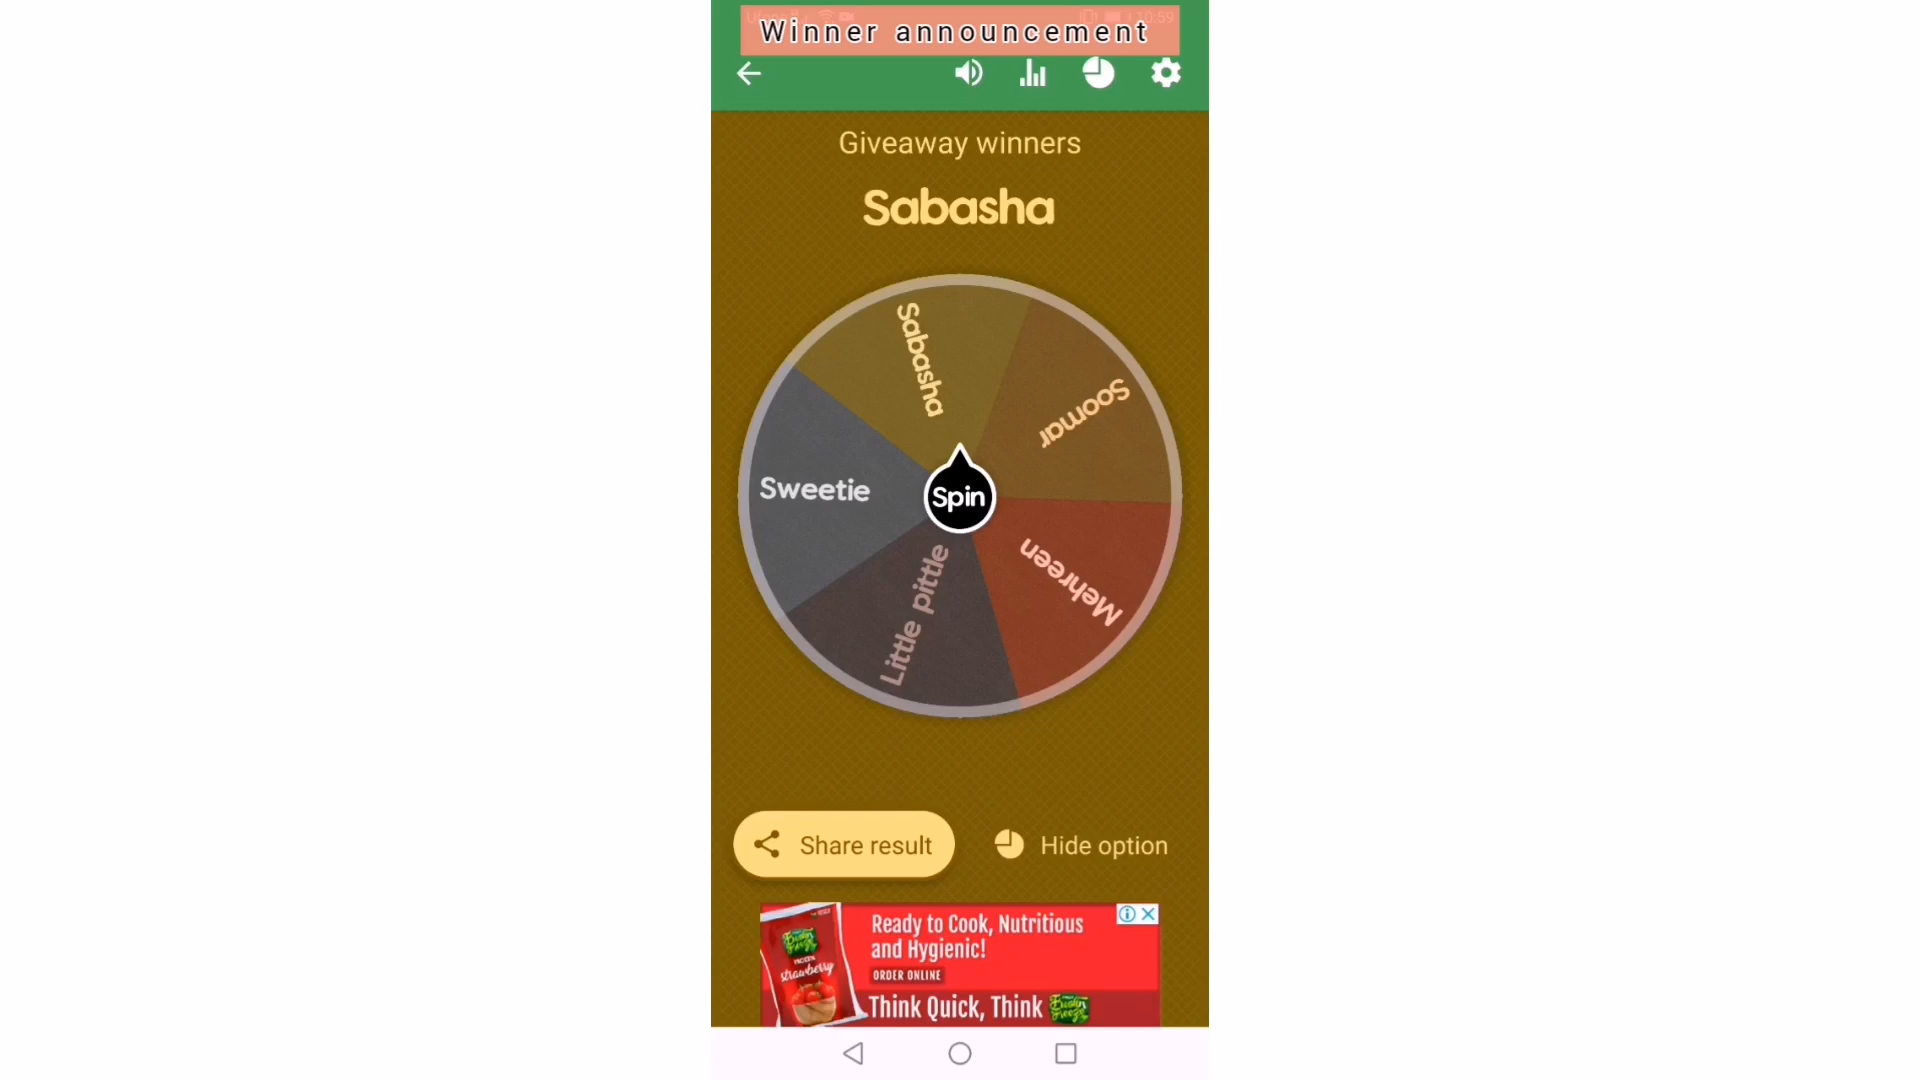 Winner announcement
Giveaway winners
Sabasha
Sabasha
Soomar
Sweetie
Spin
Mehreen
Little pittle
Share result
Hide option
Ready to Cook, Nutritious
and Hygienic!
ORDER ONLINE
strawberry
Think Quick, Think